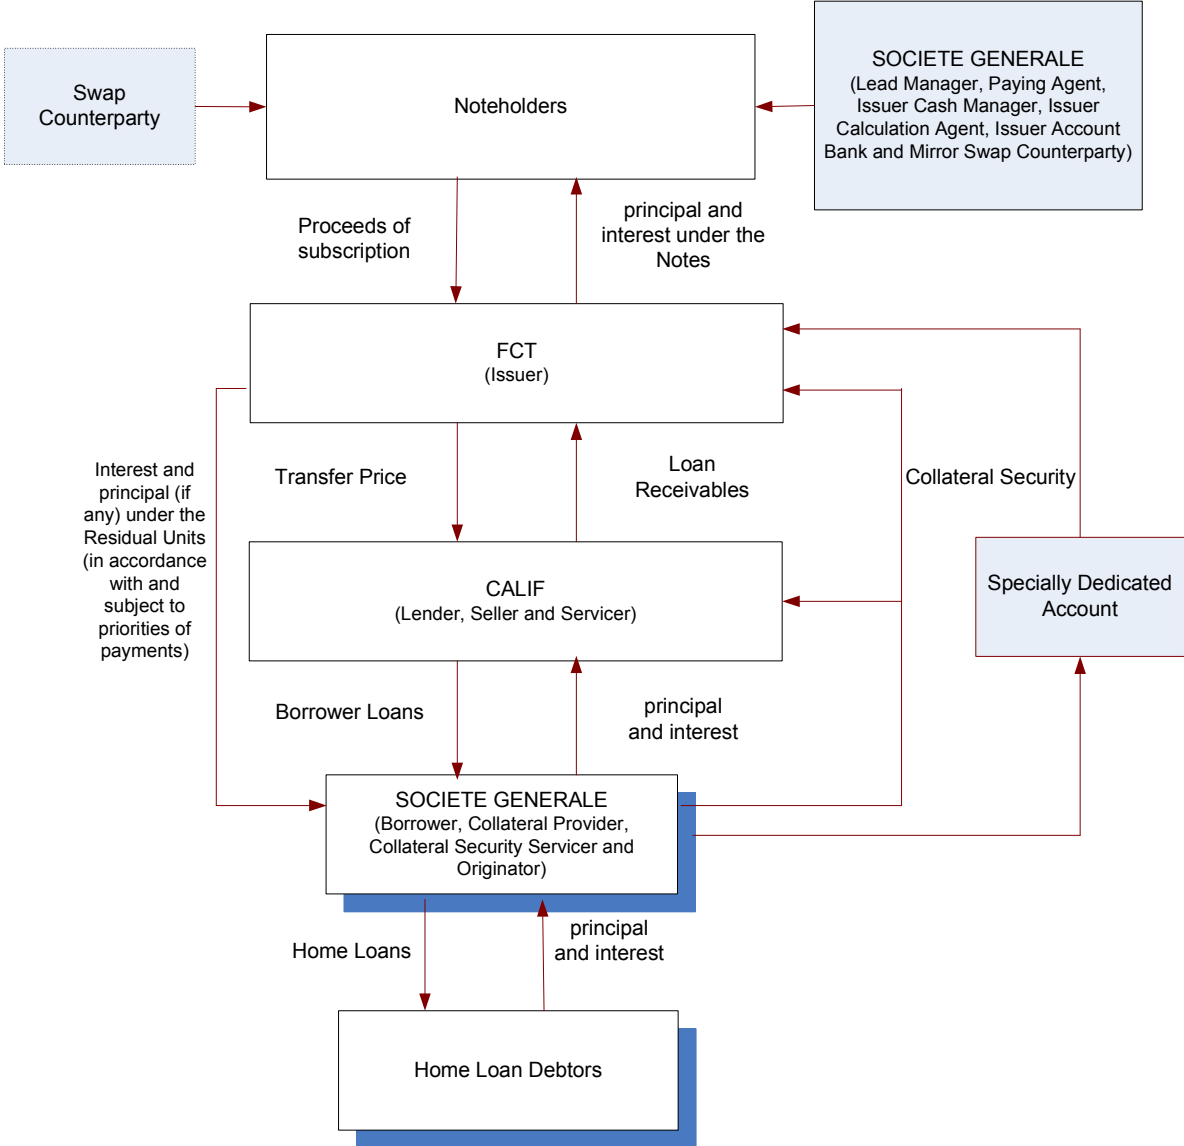 Swap
Counterparty
Noteholders
SOCIETE GENERALE
(Lead Manager, Paying Agent,
Issuer Cash Manager, Issuer
Calculation Agent, Issuer Account
Bank and Mirror Swap Counterparty)
Proceeds of
subscription
principal and
interest under the
Notes
FCT
(Issuer)
Interest and
principal (if
any) under the
Residual Units
(in accordance
with and
subject to
priorities of
payments)
Transfer Price
Loan
Receivables
Collateral Security
CALIF
(Lender, Seller and Servicer)
Specially Dedicated
Account
Borrower Loans
principal
and interest
SOCIETE GENERALE
(Borrower, Collateral Provider,
Collateral Security Servicer and
Originator)
Home Loans
principal
and interest
Home Loan Debtors